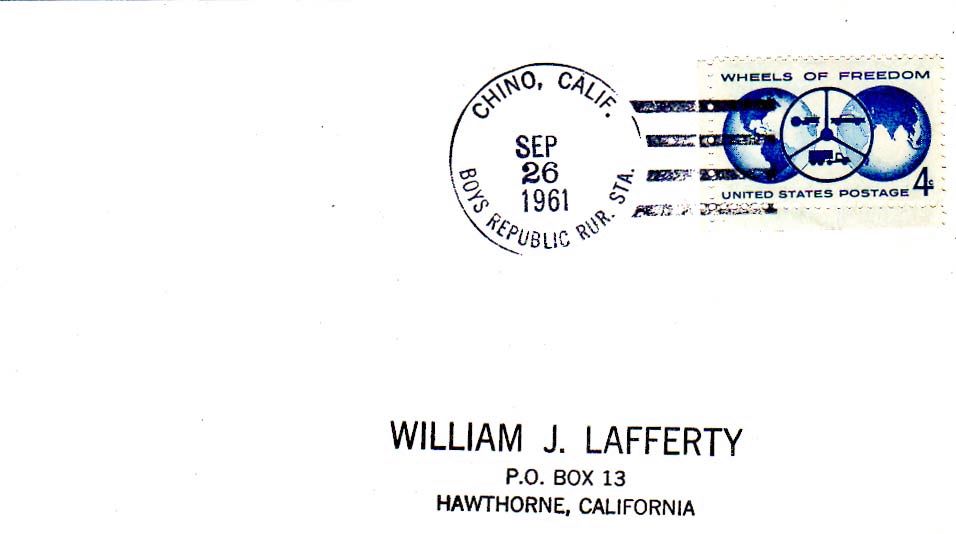 CHINO, CALIF.
SEP
26
1961
BOYS REPUBLIC RUR. STA.
WHEELS OF FREEDOM
UNITED STATES POSTAGE 4c
WILLIAM J. LAFFERTY
P.O. BOX 13
HAWTHORNE, CALIFORNIA